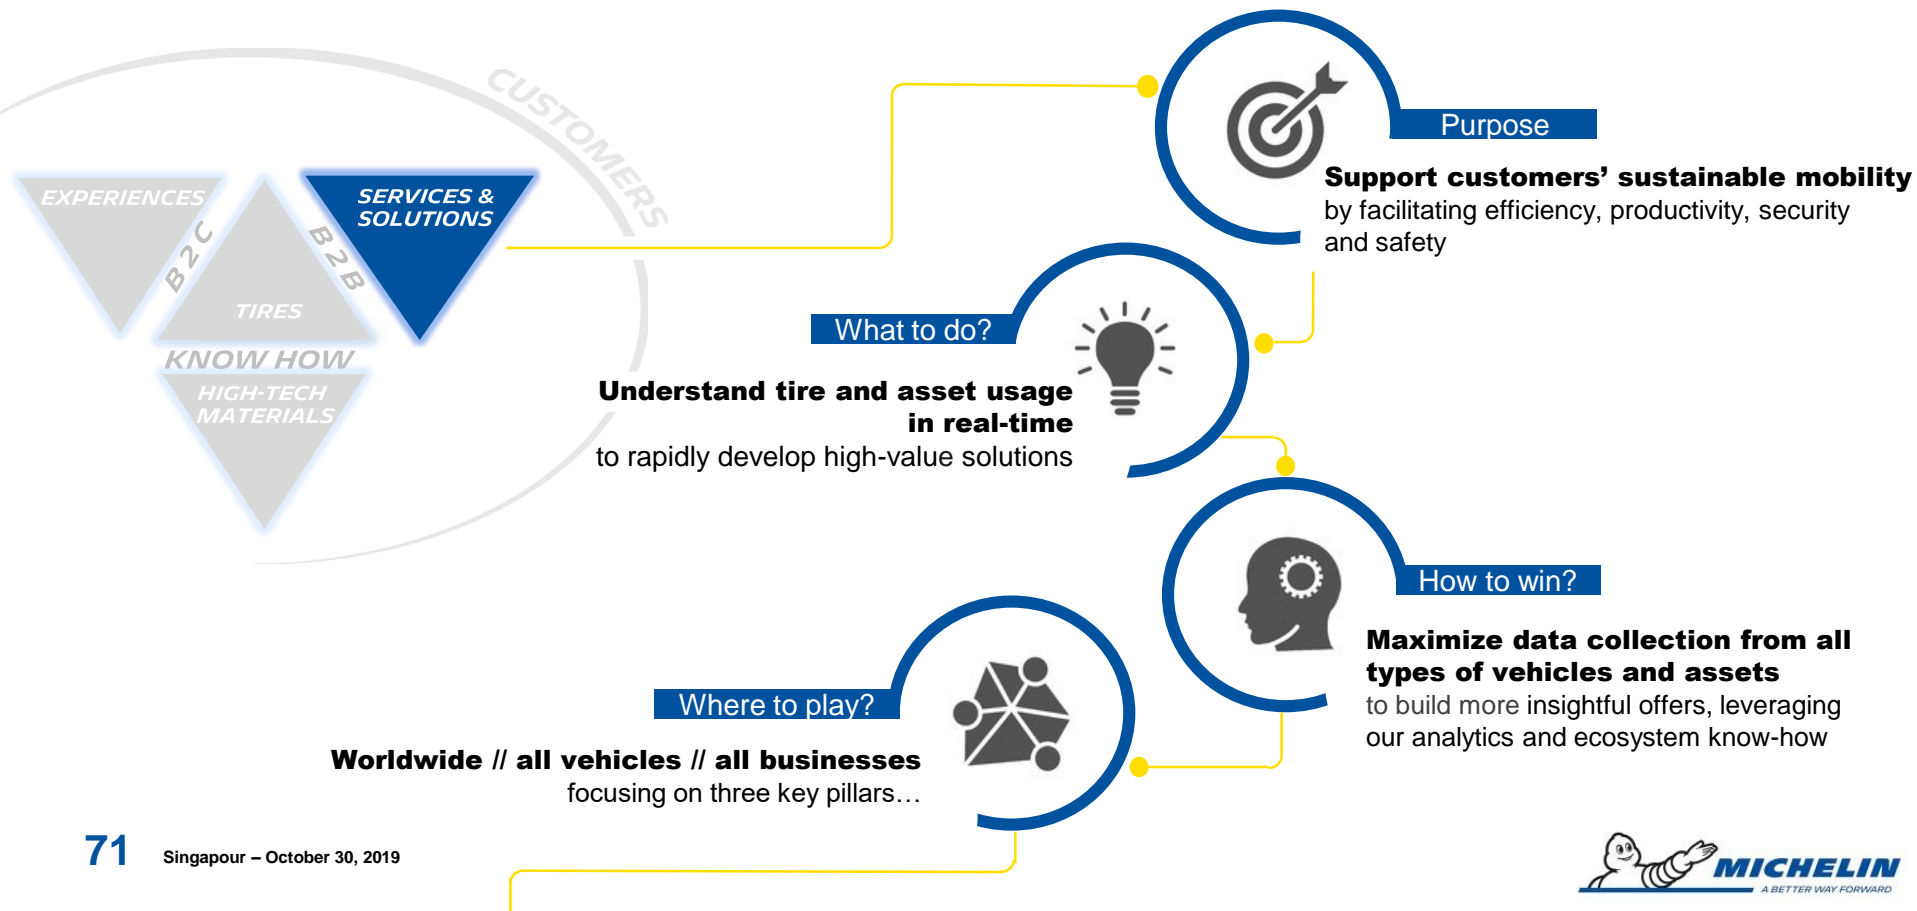 CUSTOMERS
EXPERIENCES
B2C
TIRES
B2B
SERVICES &
SOLUTIONS
KNOW HOW
HIGH-TECH
MATERIALS
Purpose
Support customers’ sustainable mobility
by facilitating efficiency, productivity, security
and safety
What to do?
Understand tire and asset usage
in real-time
to rapidly develop high-value solutions
How to win?
Maximize data collection from all
types of vehicles and assets
to build more insightful offers, leveraging
our analytics and ecosystem know-how
Where to play?
Worldwide // all vehicles // all businesses
focusing on three key pillars…
71 Singapour – October 30, 2019
MICHELIN
A BETTER WAY FORWARD